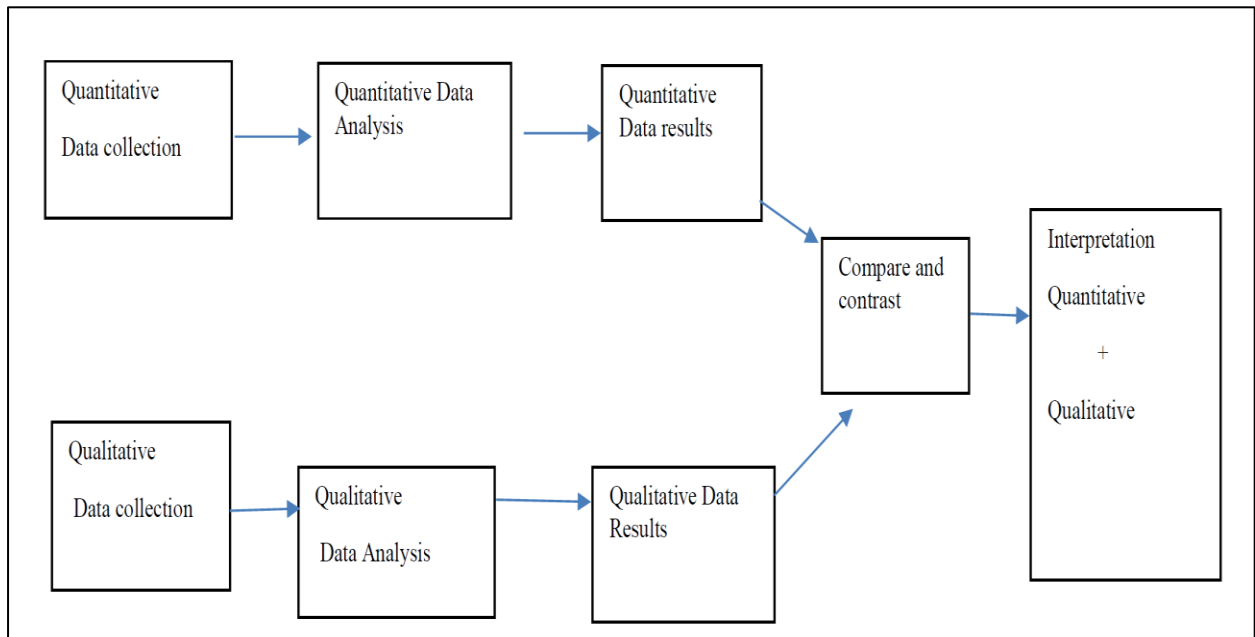 Quantitative
Data collection
Quantitative Data
Analysis
Quantitative
Data results
Compare and
contrast
Interpretation
Quantitative
+
Qualitative
Qualitative
Data collection
Qualitative
Data Analysis
Qualitative Data
Results